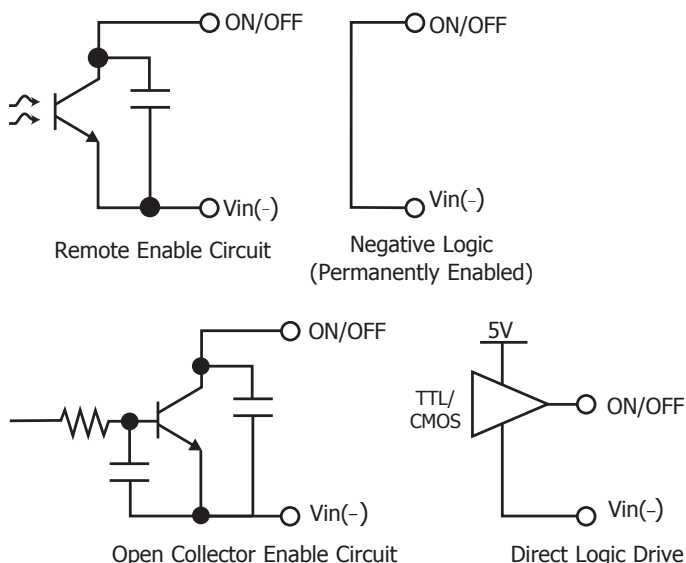 ON/OFF
Vin(–)
Remote Enable Circuit
ON/OFF
Vin(–)
Negative Logic
(Permanently Enabled)
ON/OFF
Vin(–)
Open Collector Enable Circuit
5V
TTL/
CMOS
ON/OFF
Vin(–)
Direct Logic Drive